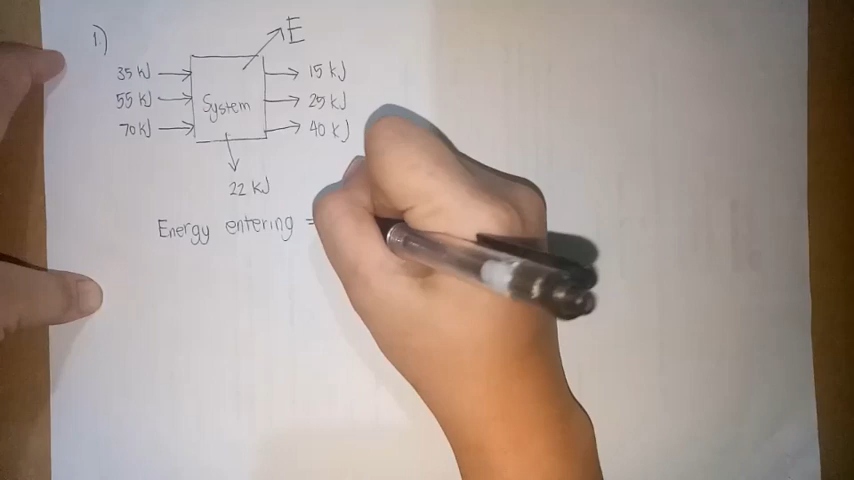 1.)
E
35 kJ 15 kJ
55 kJ System 25 kJ
70 kJ 40 kJ
22 kJ
Energy entering =